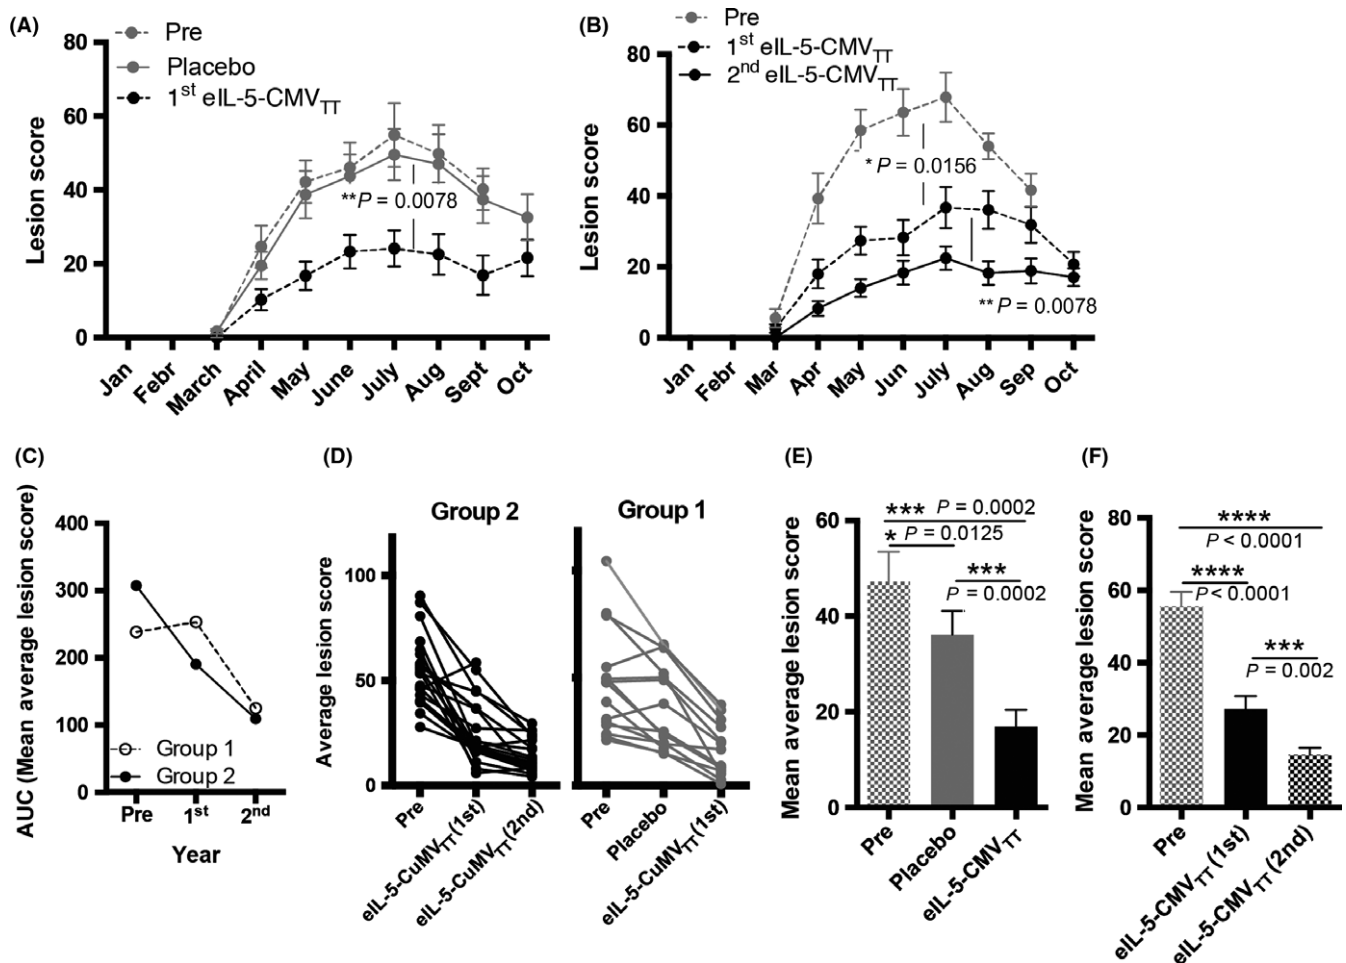 (A)
Pre
Placebo
1st eIL-5-CMVTT
Lesion score
80
60
40
20
0
**P = 0.0078
Jan
Febr
March
April
May
June
July
Aug
Sept
Oct
(B)
Pre
1st eIL-5-CMVTT
2nd eIL-5-CMVTT
Lesion score
80
60
40
20
0
* P = 0.0156
** P = 0.0078
Jan
Feb
Mar
Apr
May
Jun
July
Aug
Sep
Oct
(C)
AUC (Mean average lesion score)
400
300
200
100
0
Group 1
Group 2
Pre
1st
2nd
Year
(D)
Group 2
Group 1
Average lesion score
100
50
0
Pre
eIL-5-CuMVTT(1st)
eIL-5-CuMVTT(2nd)
Pre
Placebo
eIL-5-CuMVTT(1st)
(E)
Mean average lesion score
60
40
20
0
*** P = 0.0002
* P = 0.0125
***
P = 0.0002
Pre
Placebo
eIL-5-CMVTT
(F)
Mean average lesion score
80
60
40
20
0
****
P < 0.0001
****
P < 0.0001
***
P = 0.002
Pre
eIL-5-CMVTT(1st)
eIL-5-CMVTT(2nd)